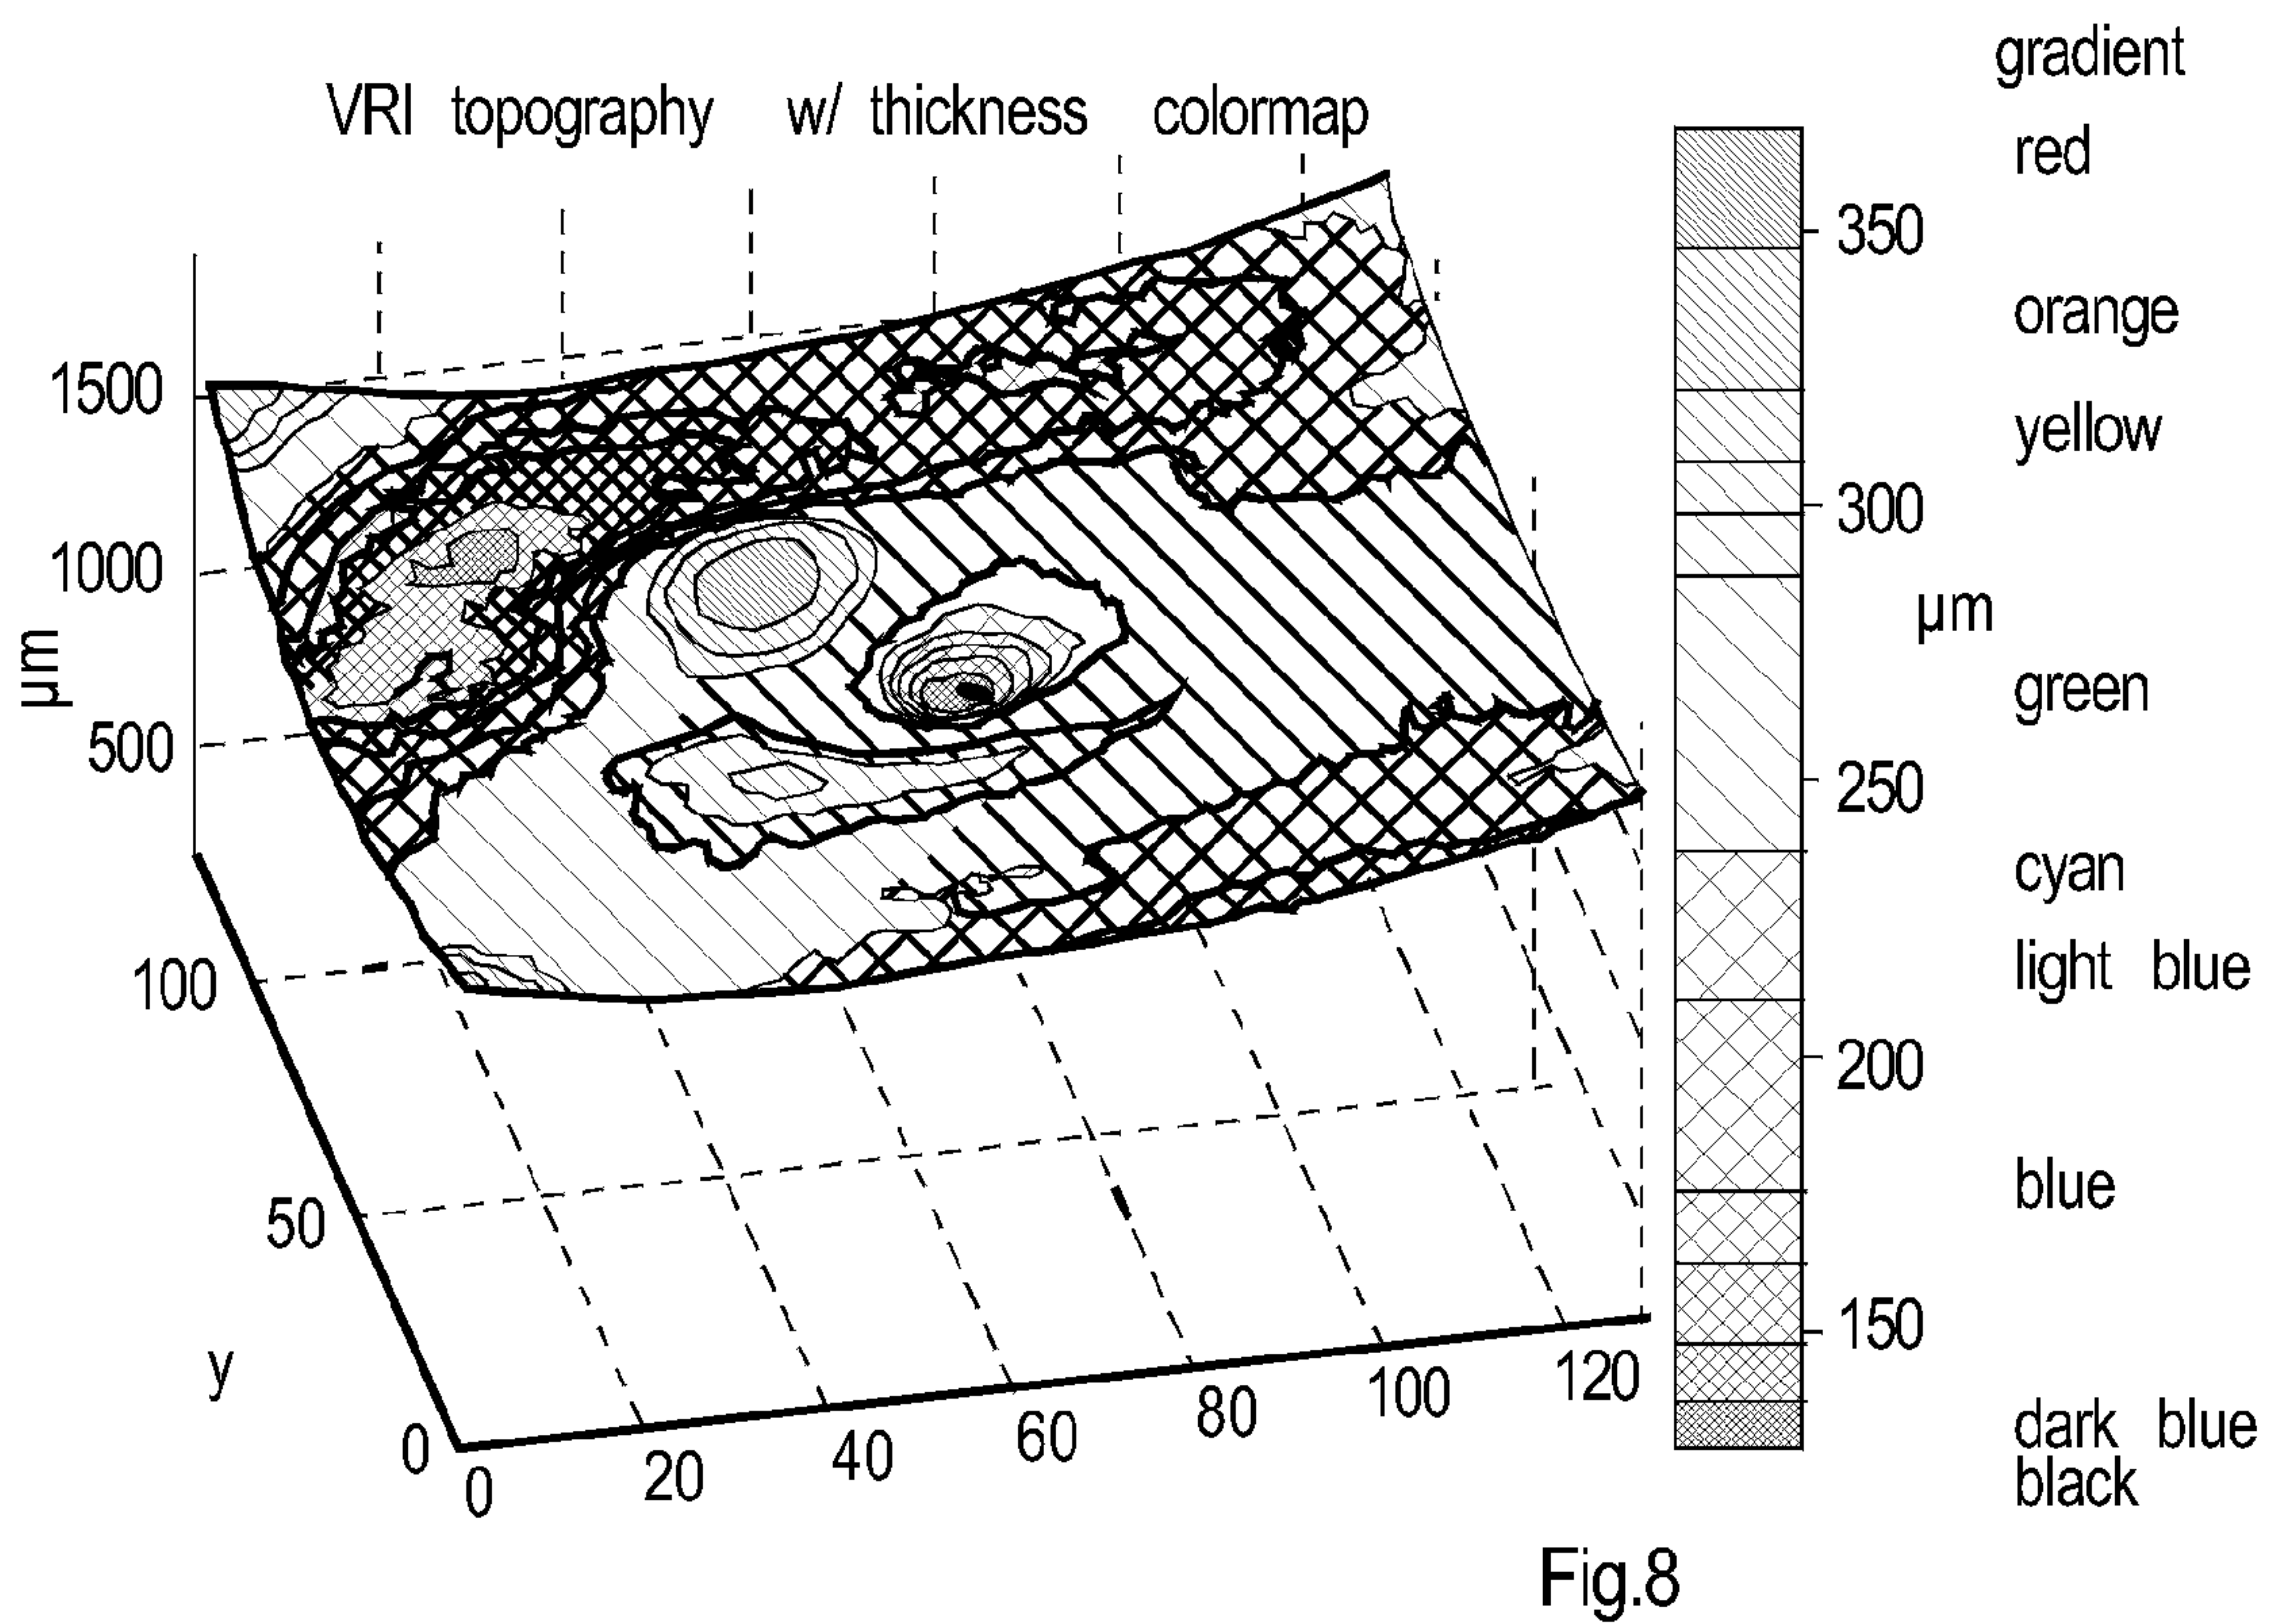 gradient
VRI topography w/ thickness colormap
red
350
orange
1500
yellow
300
1000
µm
µm
green
500
250
cyan
100
light blue
200
50
blue
150
y
120
100
80
60
dark blue
0
40
20
0
black
Fig.8